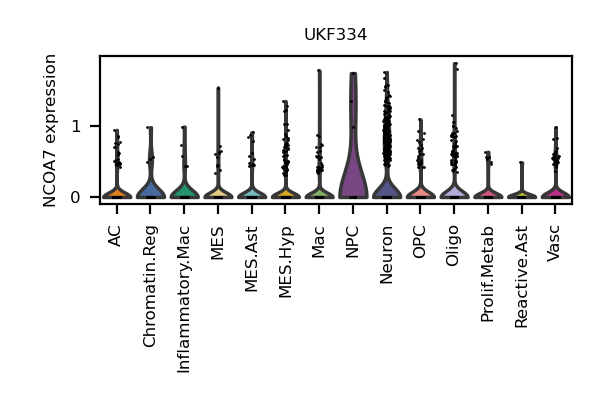 UKF334
NCOA7 expression
1
0
AC
Chromatin.Reg
Inflammatory.Mac
MES
MES.Ast
MES.Hyp
Mac
NPC
Neuron
OPC
Oligo
Prolif.Metab
Reactive.Ast
Vasc